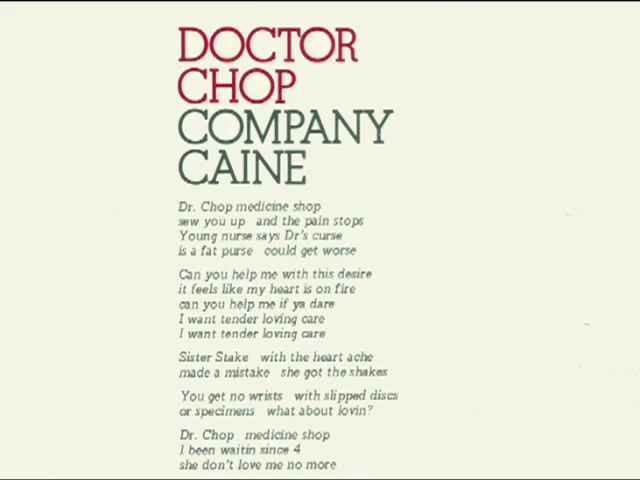 DOCTOR
CHOP
COMPANY
CAINE
Dr. Chop medicine shop
sew you up and the pain stops
Young nurse says Dr's curse
is a fat purse could get worse
Can you help me with this desire
it feels like my heart is on fire
can you help me if ya dare
I want tender loving care
I want tender loving care
Sister Stake with the heart ache
made a mistake she got the shakes
You get no wrists with slipped discs
or specimens what about lovin?
Dr. Chop medicine shop
I been waitin since 4
she don't love me no more